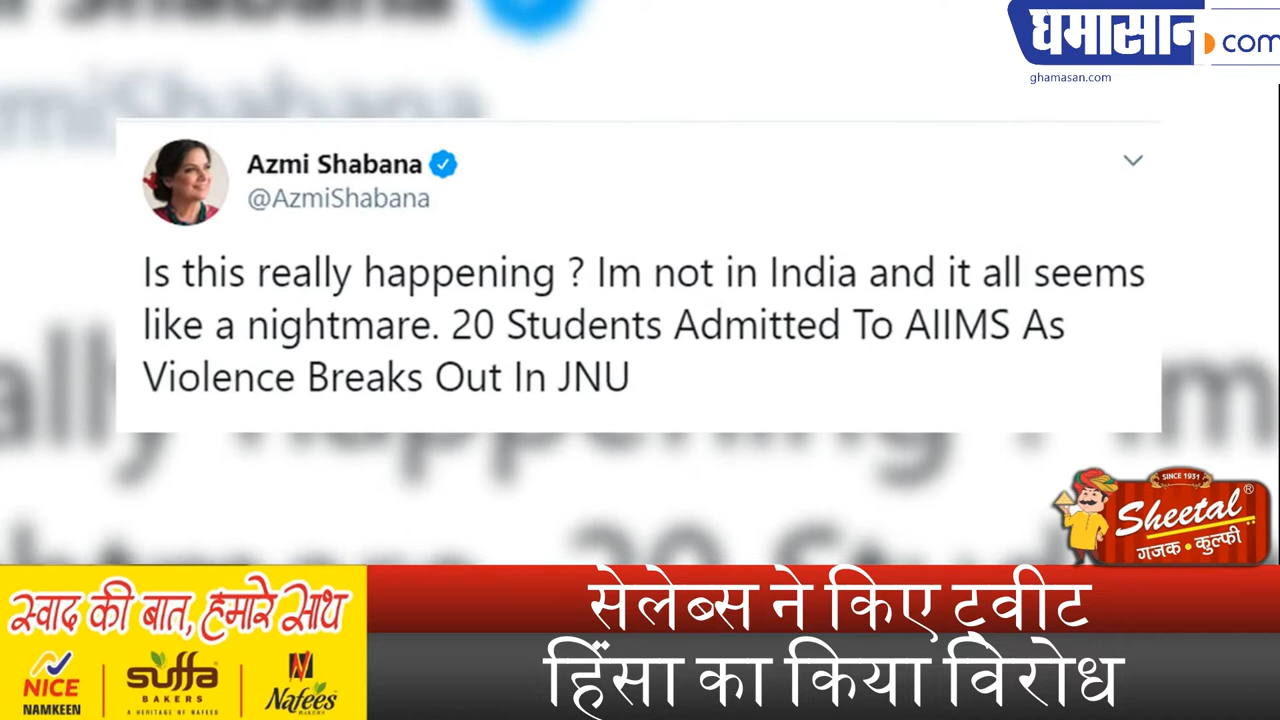 घमासान.com
ghamasan.com
Azmi Shabana
@AzmiShabana
Is this really happening ? Im not in India and it all seems
like a nightmare. 20 Students Admitted To AIIMS As
Violence Breaks Out In JNU
SINCE 1931
Sheetal®
गजक • कुल्फी
स्वाद की बात, हमारे साथ
NICE
NAMKEEN
suffa
BAKERS
A HERITAGE OF NAFEES
Nafees
BAKERY
सेलेब्स ने किए ट्वीट
हिंसा का किया विरोध